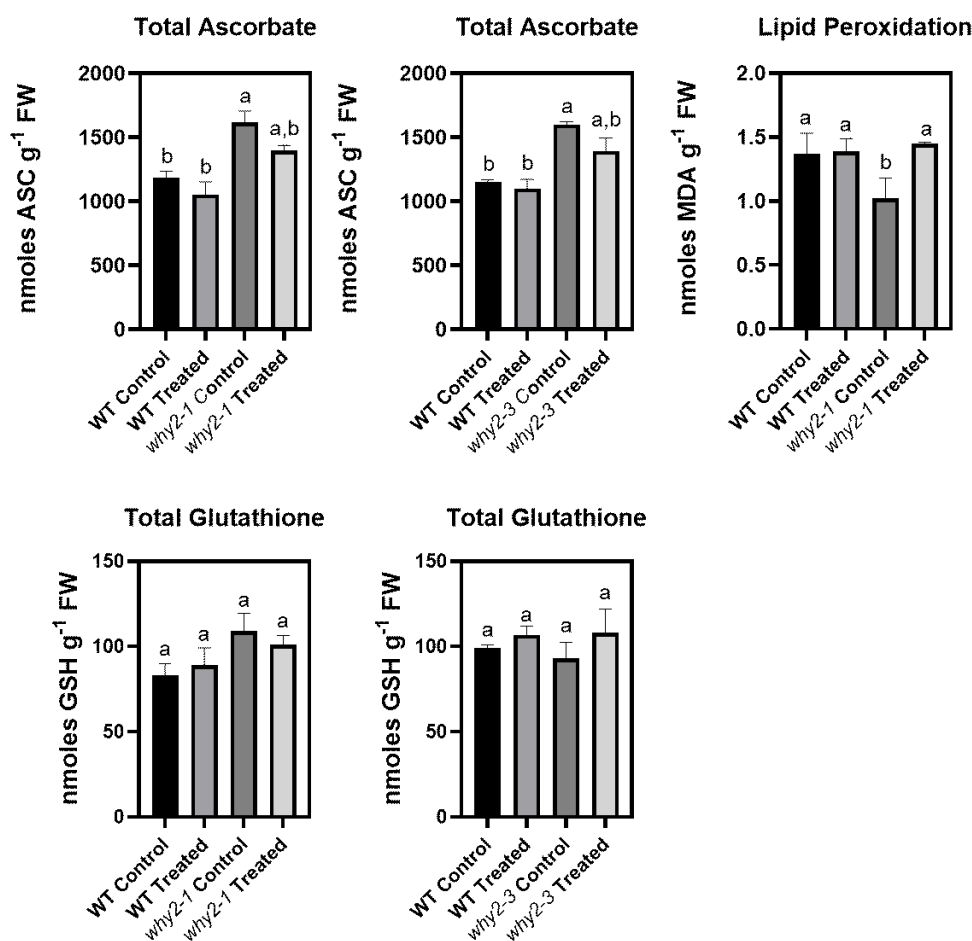 Total Ascorbate
nmoles ASC g⁻¹ FW
2000
1500
1000
500
0
b
b
a
a,b
WT Control
WT Treated
why2-1 Control
why2-1 Treated
Total Ascorbate
nmoles ASC g⁻¹ FW
2000
1500
1000
500
0
b
b
a
a,b
WT Control
WT Treated
why2-3 Control
why2-3 Treated
Lipid Peroxidation
nmoles MDA g⁻¹ FW
2.0
1.5
1.0
0.5
0.0
a
a
b
a
WT Control
WT Treated
why2-1 Control
why2-1 Treated
Total Glutathione
nmoles GSH g⁻¹ FW
150
100
50
0
a
a
a
a
WT Control
WT Treated
why2-1 Control
why2-1 Treated
Total Glutathione
nmoles GSH g⁻¹ FW
150
100
50
0
a
a
a
a
WT Control
WT Treated
why2-3 Control
why2-3 Treated